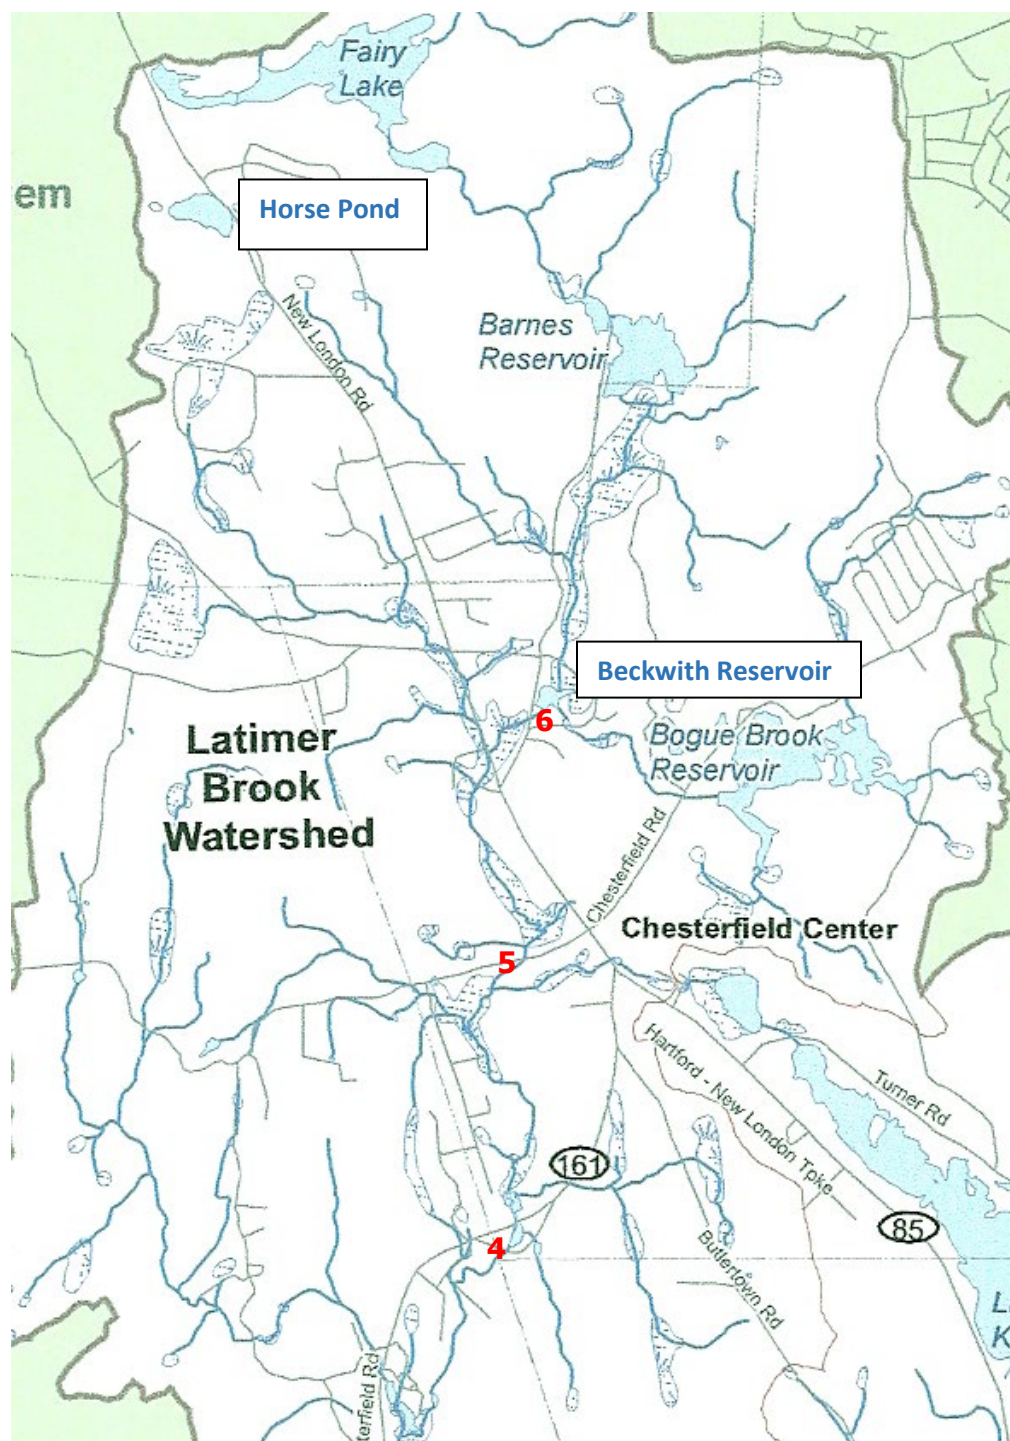 Fairy
Lake
em
Horse Pond
New London Rd
Barnes
Reservoir
Beckwith Reservoir
6
Latimer
Brook
Watershed
Bogue Brook
Reservoir
Chesterfield Rd
Chesterfield Center
5
Hartford - New London Tpke
Turner Rd
161
85
4
Butlertown Rd
L
K
terfield Rd